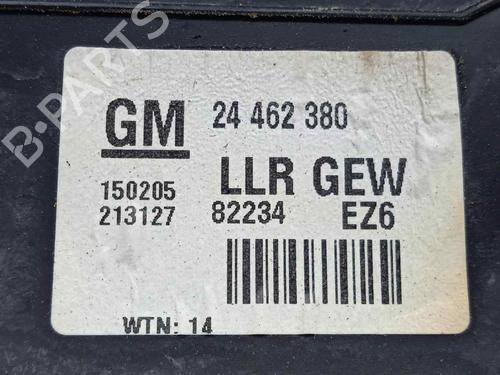 B-PARTS
GM 24 462 380
150205 LLR GEW
213127 82234 EZ6
WTN: 14